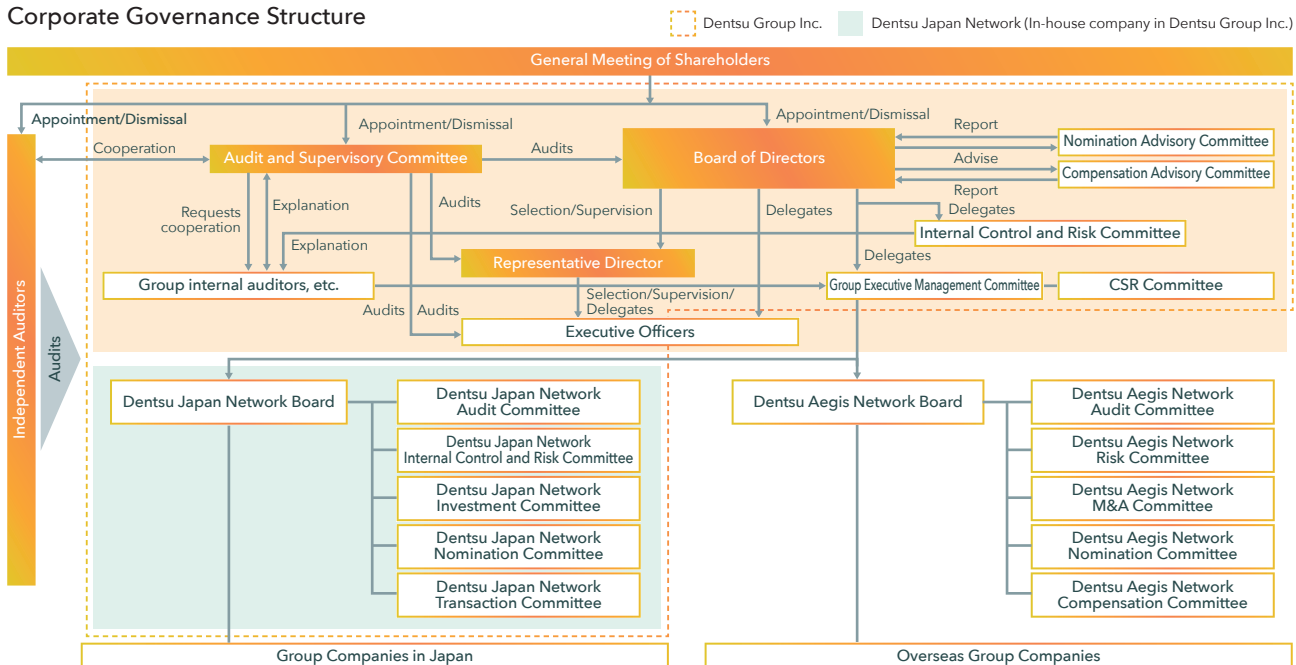 Corporate Governance Structure
Dentsu Group Inc.
Dentsu Japan Network (In-house company in Dentsu Group Inc.)
General Meeting of Shareholders
Appointment/Dismissal
Appointment/Dismissal
Appointment/Dismissal
Cooperation
Audit and Supervisory Committee
Audits
Board of Directors
Report
Nomination Advisory Committee
Advise
Compensation Advisory Committee
Report
Requests
cooperation
Explanation
Audits
Selection/Supervision
Delegates
Delegates
Internal Control and Risk Committee
Explanation
Delegates
Representative Director
Group internal auditors, etc.
Group Executive Management Committee
CSR Committee
Audits
Audits
Selection/Supervision/
Delegates
Executive Officers
Independent Auditors
Audits
Dentsu Japan Network Board
Dentsu Japan Network
Audit Committee
Dentsu Japan Network
Internal Control and Risk Committee
Dentsu Japan Network
Investment Committee
Dentsu Japan Network
Nomination Committee
Dentsu Japan Network
Transaction Committee
Dentsu Aegis Network Board
Dentsu Aegis Network
Audit Committee
Dentsu Aegis Network
Risk Committee
Dentsu Aegis Network
M&A Committee
Dentsu Aegis Network
Nomination Committee
Dentsu Aegis Network
Compensation Committee
Group Companies in Japan
Overseas Group Companies